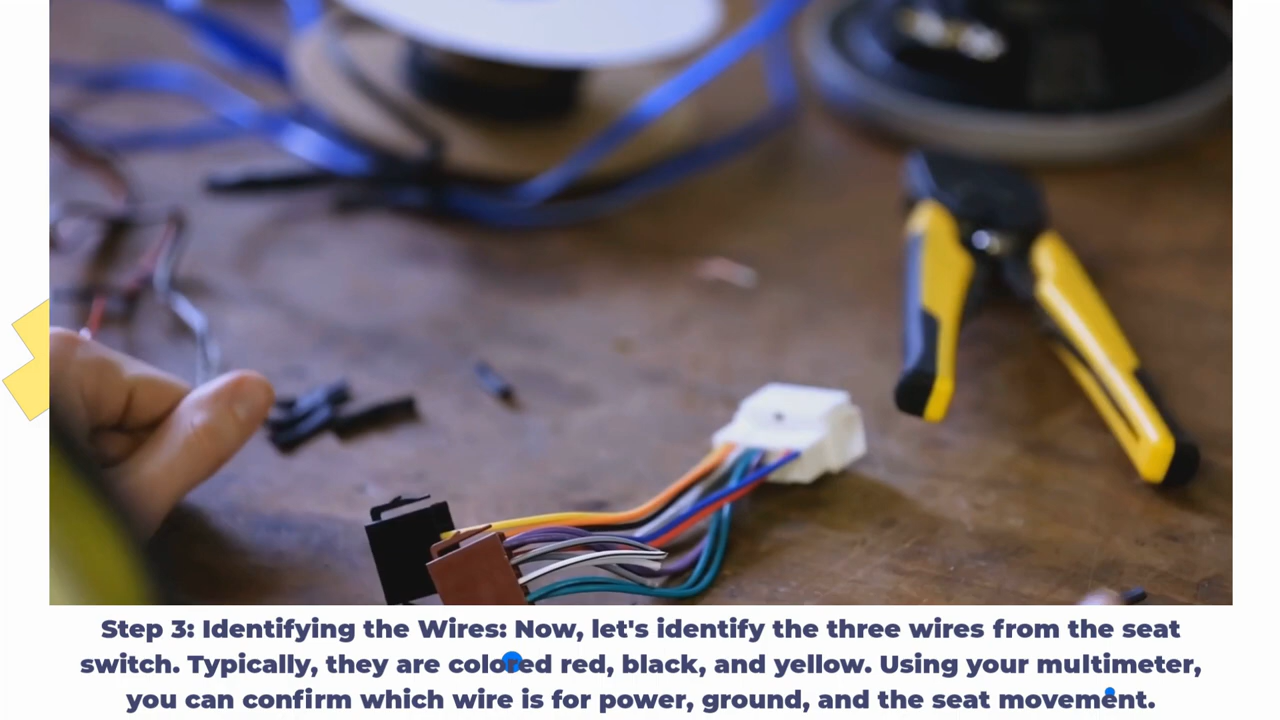 Step 3: Identifying the Wires: Now, let's identify the three wires from the seat
switch. Typically, they are colored red, black, and yellow. Using your multimeter,
you can confirm which wire is for power, ground, and the seat movement.